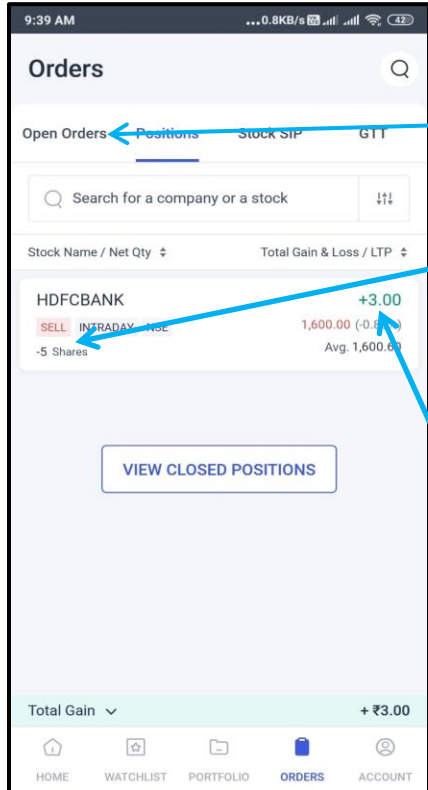 9:39 AM ...0.8KB/s 42
Orders
Open Orders Positions Stock SIP GTT
Search for a company or a stock
Stock Name / Net Qty Total Gain & Loss / LTP
HDFCBANK +3.00
SELL INTRADAY NSE 1,600.00
-5 Shares Avg. 1,600.60
VIEW CLOSED POSITIONS
Total Gain + ₹3.00
HOME WATCHLIST PORTFOLIO ORDERS ACCOUNT